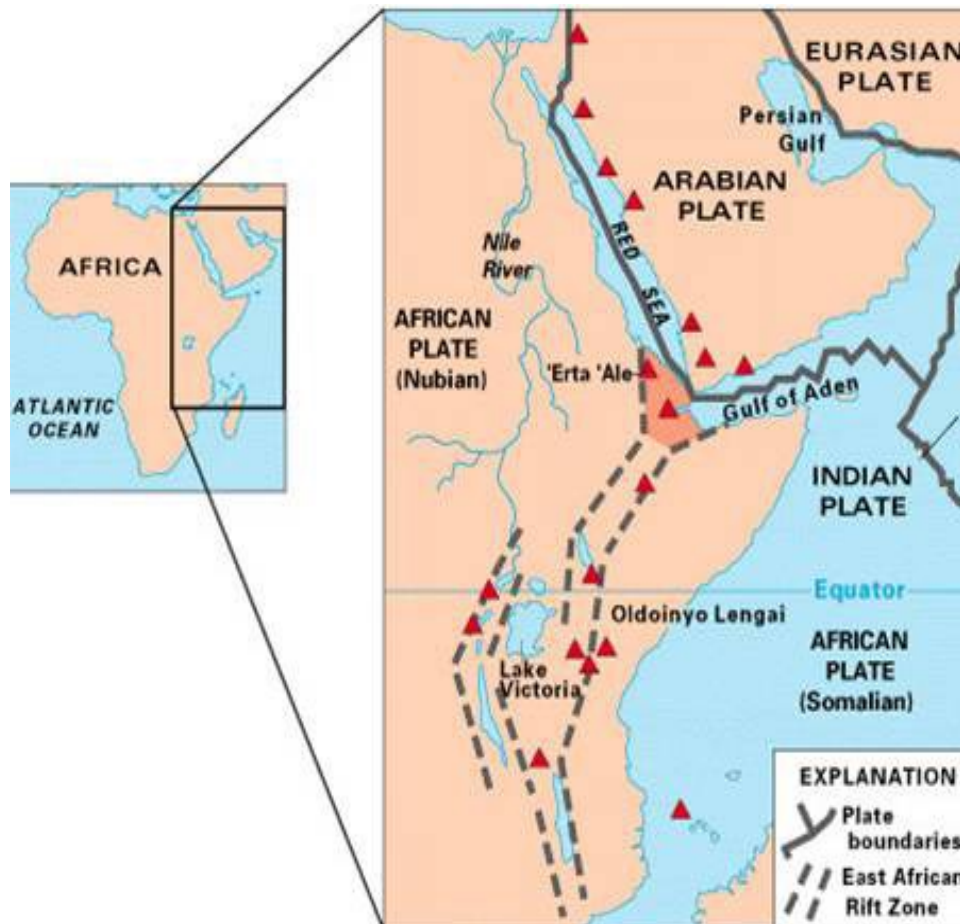 AFRICA
ATLANTIC
OCEAN
EURASIAN
PLATE
Persian
Gulf
ARABIAN
PLATE
RED
SEA
Nile
River
AFRICAN
PLATE
(Nubian)
'Erta 'Ale
Gulf of Aden
INDIAN
PLATE
Equator
Oldoinyo Lengai
AFRICAN
PLATE
(Somalian)
Lake
Victoria
EXPLANATION
Plate
boundaries
East African
Rift Zone